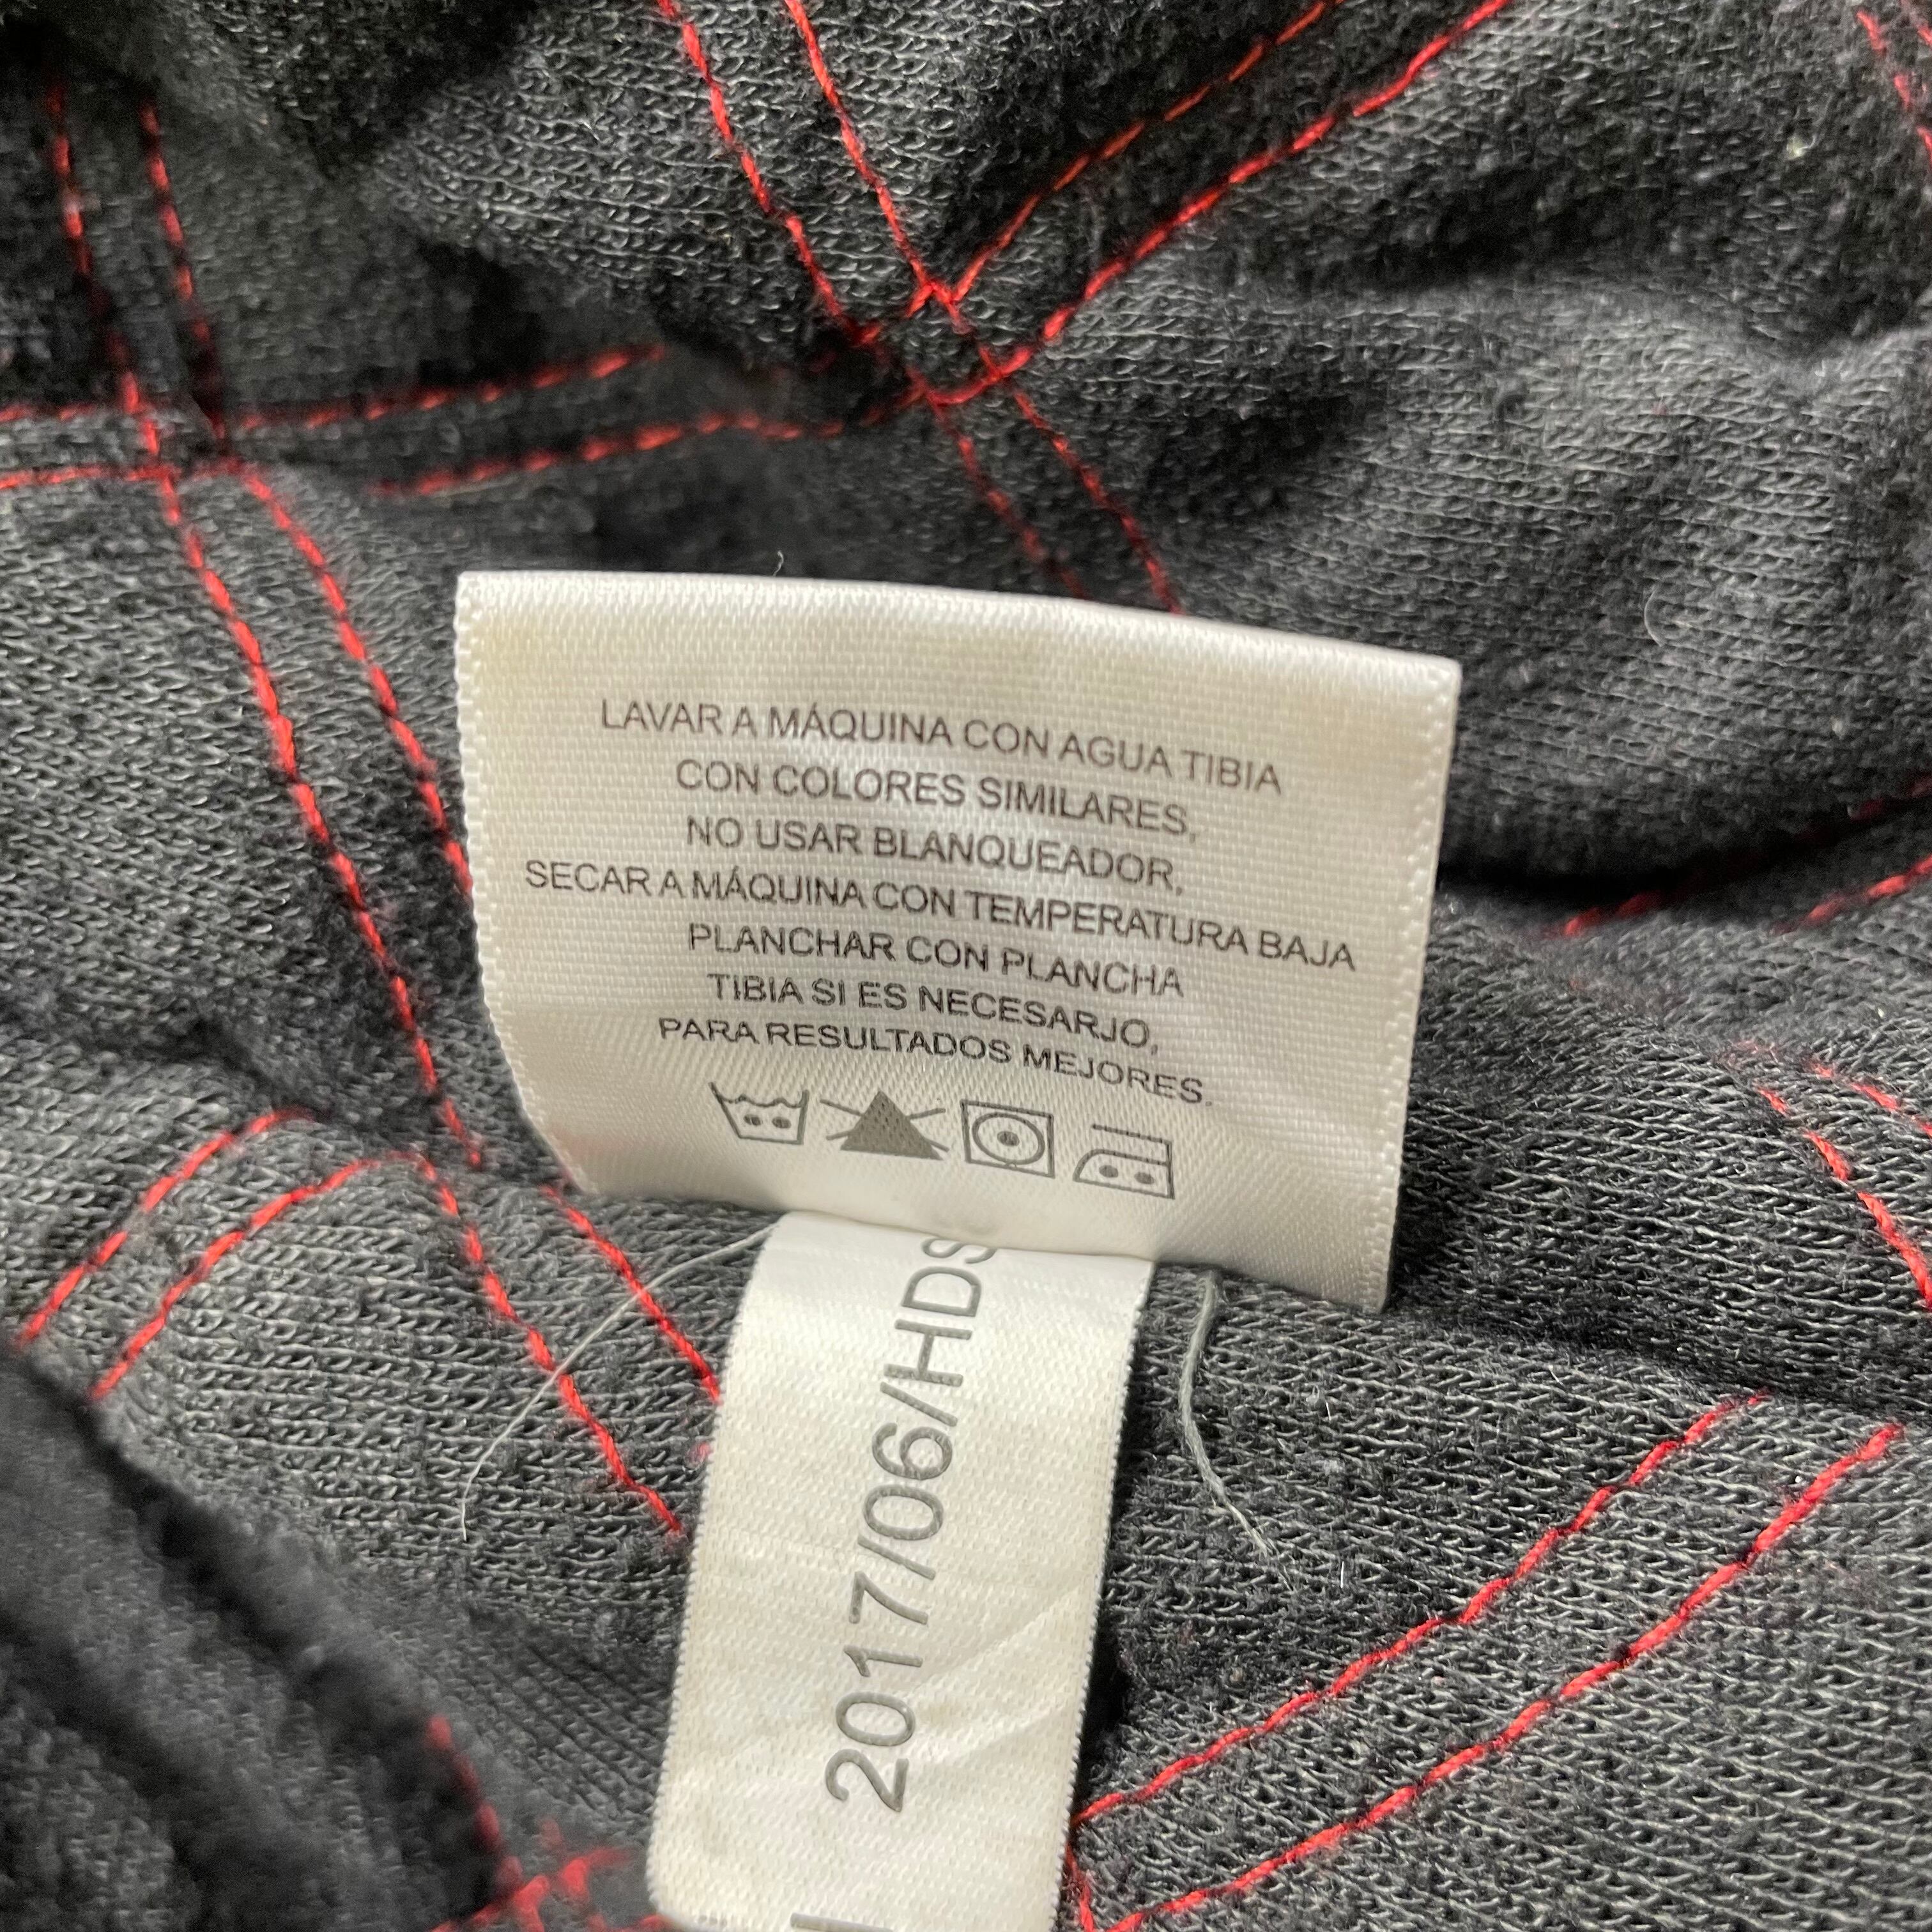 LAVAR A MÁQUINA CON AGUA TIBIA
CON COLORES SIMILARES,
NO USAR BLANQUEADOR,
SECAR A MÁQUINA CON TEMPERATURA BAJA
PLANCHAR CON PLANCHA
TIBIA SI ES NECESARJO,
PARA RESULTADOS MEJORES.
2017/06/HDS